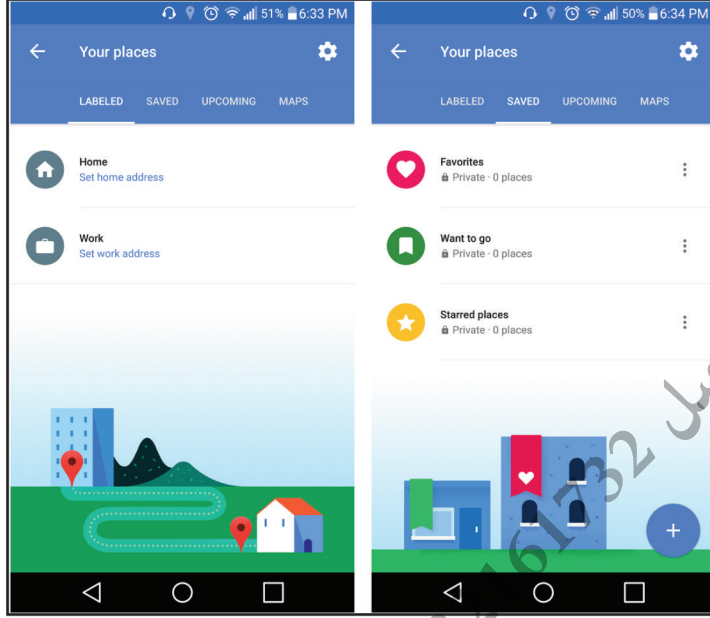 51% 6:33 PM
Your places
LABELED SAVED UPCOMING MAPS
Home
Set home address
Work
Set work address
50% 6:34 PM
Your places
LABELED SAVED UPCOMING MAPS
Favorites
Private · 0 places
Want to go
Private · 0 places
Starred places
Private · 0 places
+